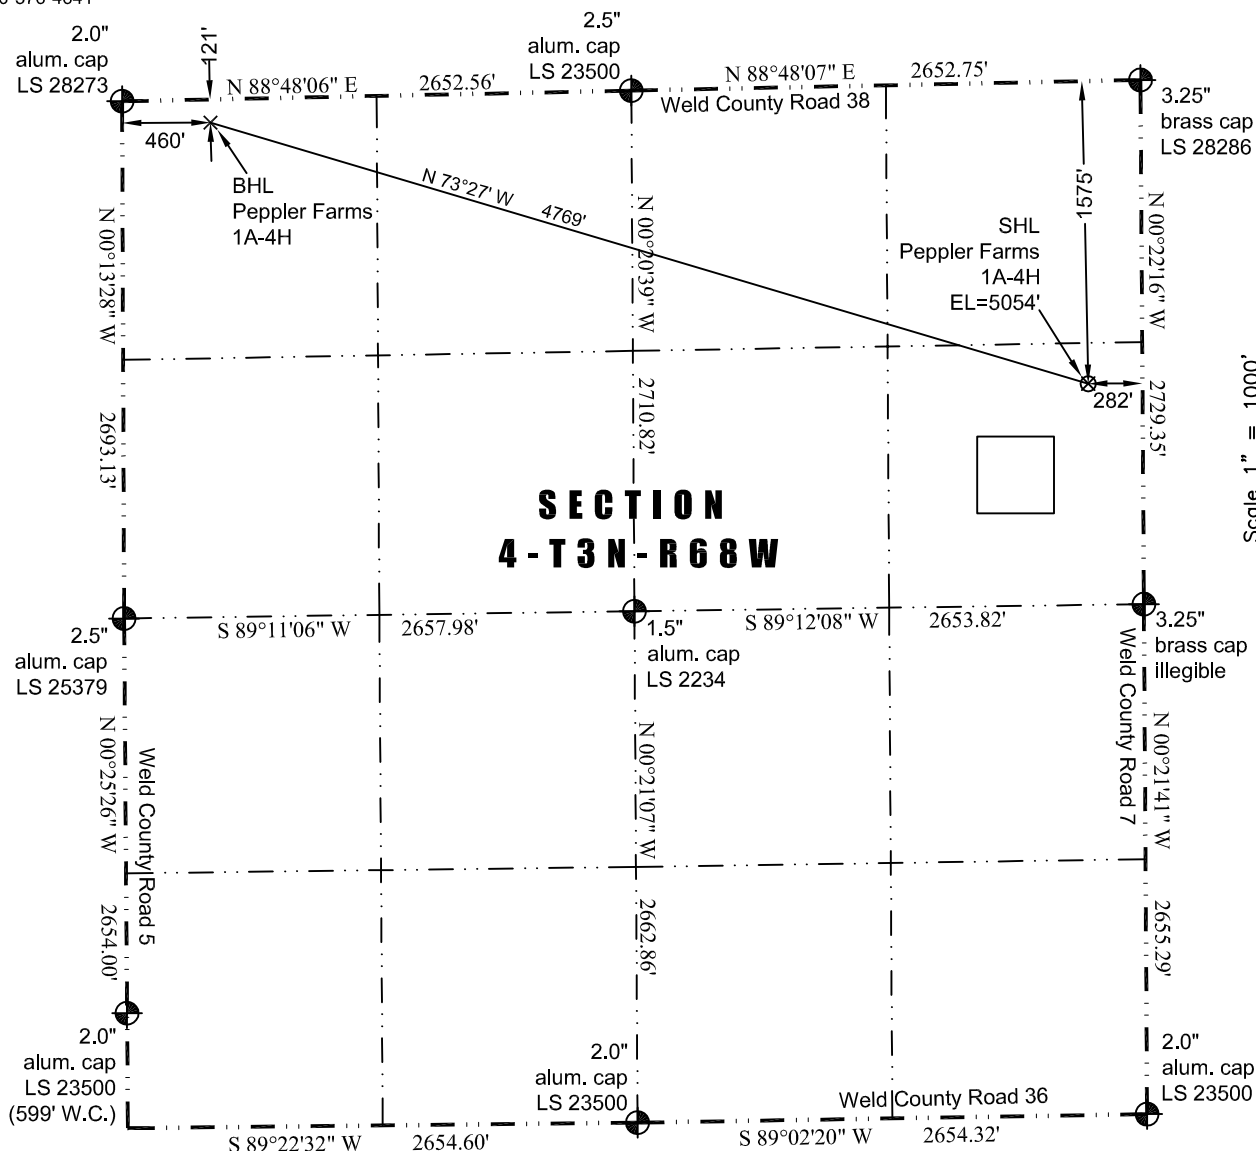 2.0"
alum. cap
LS 28273
121'
N 88°48'06" E
2652.56'
2.5"
alum. cap
LS 23500
N 88°48'07" E
2652.75'
Weld County Road 38
3.25"
brass cap
LS 28286
460'
BHL
Peppler Farms
1A-4H
N 73°27' W
4769'
SHL
Peppler Farms
1A-4H
EL=5054'
1575'
282'
N 00°13'28" W
2693.13'
N 00°20'39" W
2710.82'
N 00°22'16" W
2729.35'
Scale 1" = 1000'
SECTION
4-T3N-R68W
2.5"
alum. cap
LS 25379
S 89°11'06" W
2657.98'
1.5"
alum. cap
LS 2234
S 89°12'08" W
2653.82'
3.25"
brass cap
illegible
N 00°25'26" W
2654.00'
Weld County Road 5
N 00°21'07" W
2662.86'
Weld County Road 7
N 00°21'41" W
2655.29'
2.0"
alum. cap
LS 23500
(599' W.C.)
2.0"
alum. cap
LS 23500
Weld County Road 36
2.0"
alum. cap
LS 23500
S 89°22'32" W
2654.60'
S 89°02'20" W
2654.32'